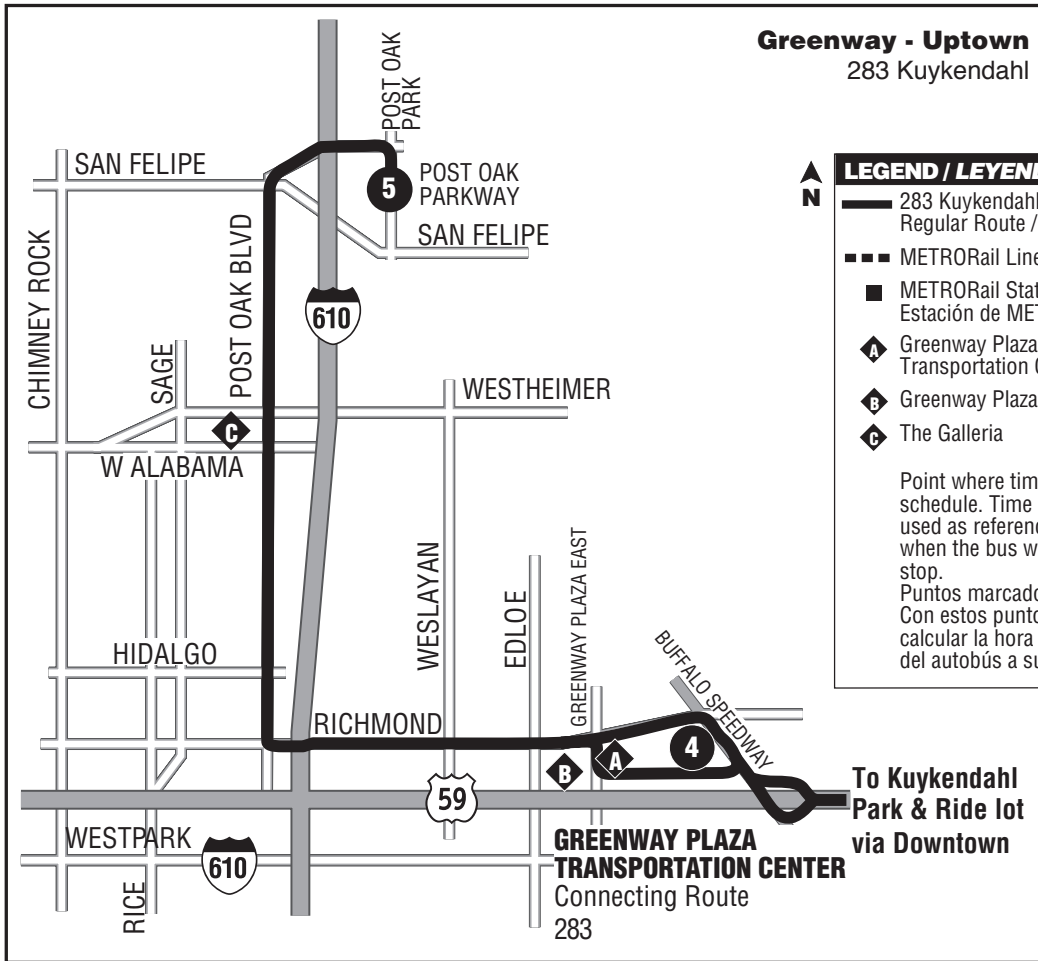 Greenway - Uptown
283 Kuykendahl
POST OAK
PARK
SAN FELIPE
5
POST OAK
PARKWAY
SAN FELIPE
CHIMNEY ROCK
POST OAK BLVD
610
SAGE
WESTHEIMER
C
W ALABAMA
WESLAYAN
EDLOE
GREENWAY PLAZA EAST
BUFFALO SPEEDWAY
HIDALGO
RICHMOND
4
A
B
59
To Kuykendahl
Park & Ride lot
via Downtown
WESTPARK
610
RICE
GREENWAY PLAZA
TRANSPORTATION CENTER
Connecting Route
283
N
LEGEND / LEYEN
283 Kuykendahl
Regular Route /
METRORail Line
METRORail Stat
Estación de ME
A Greenway Plaza
Transportation
B Greenway Plaza
C The Galleria
Point where tim
schedule. Time
used as referenc
when the bus w
stop.
Puntos marcado
Con estos punto
calcular la hora
del autobús a su